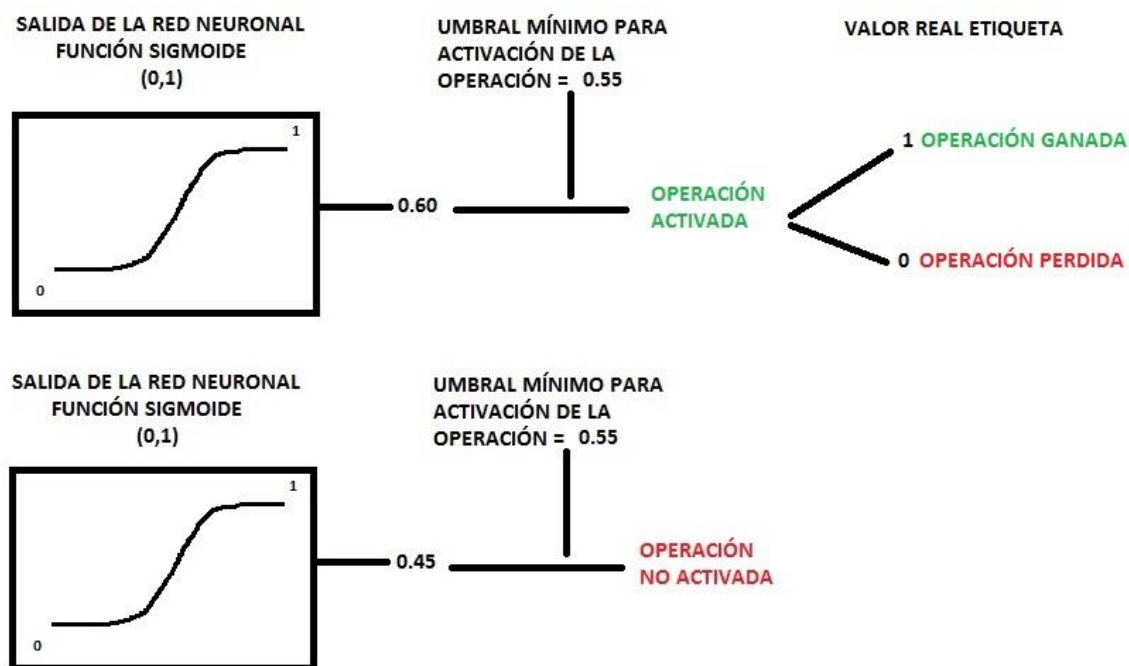 SALIDA DE LA RED NEURONAL
FUNCIÓN SIGMOIDE
(0,1)
UMBRAL MÍNIMO PARA
ACTIVACIÓN DE LA
OPERACIÓN = 0.55
VALOR REAL ETIQUETA
1
0
0.60
OPERACIÓN
ACTIVADA
1 OPERACIÓN GANADA
0 OPERACIÓN PERDIDA
SALIDA DE LA RED NEURONAL
FUNCIÓN SIGMOIDE
(0,1)
UMBRAL MÍNIMO PARA
ACTIVACIÓN DE LA
OPERACIÓN = 0.55
1
0
0.45
OPERACIÓN
NO ACTIVADA